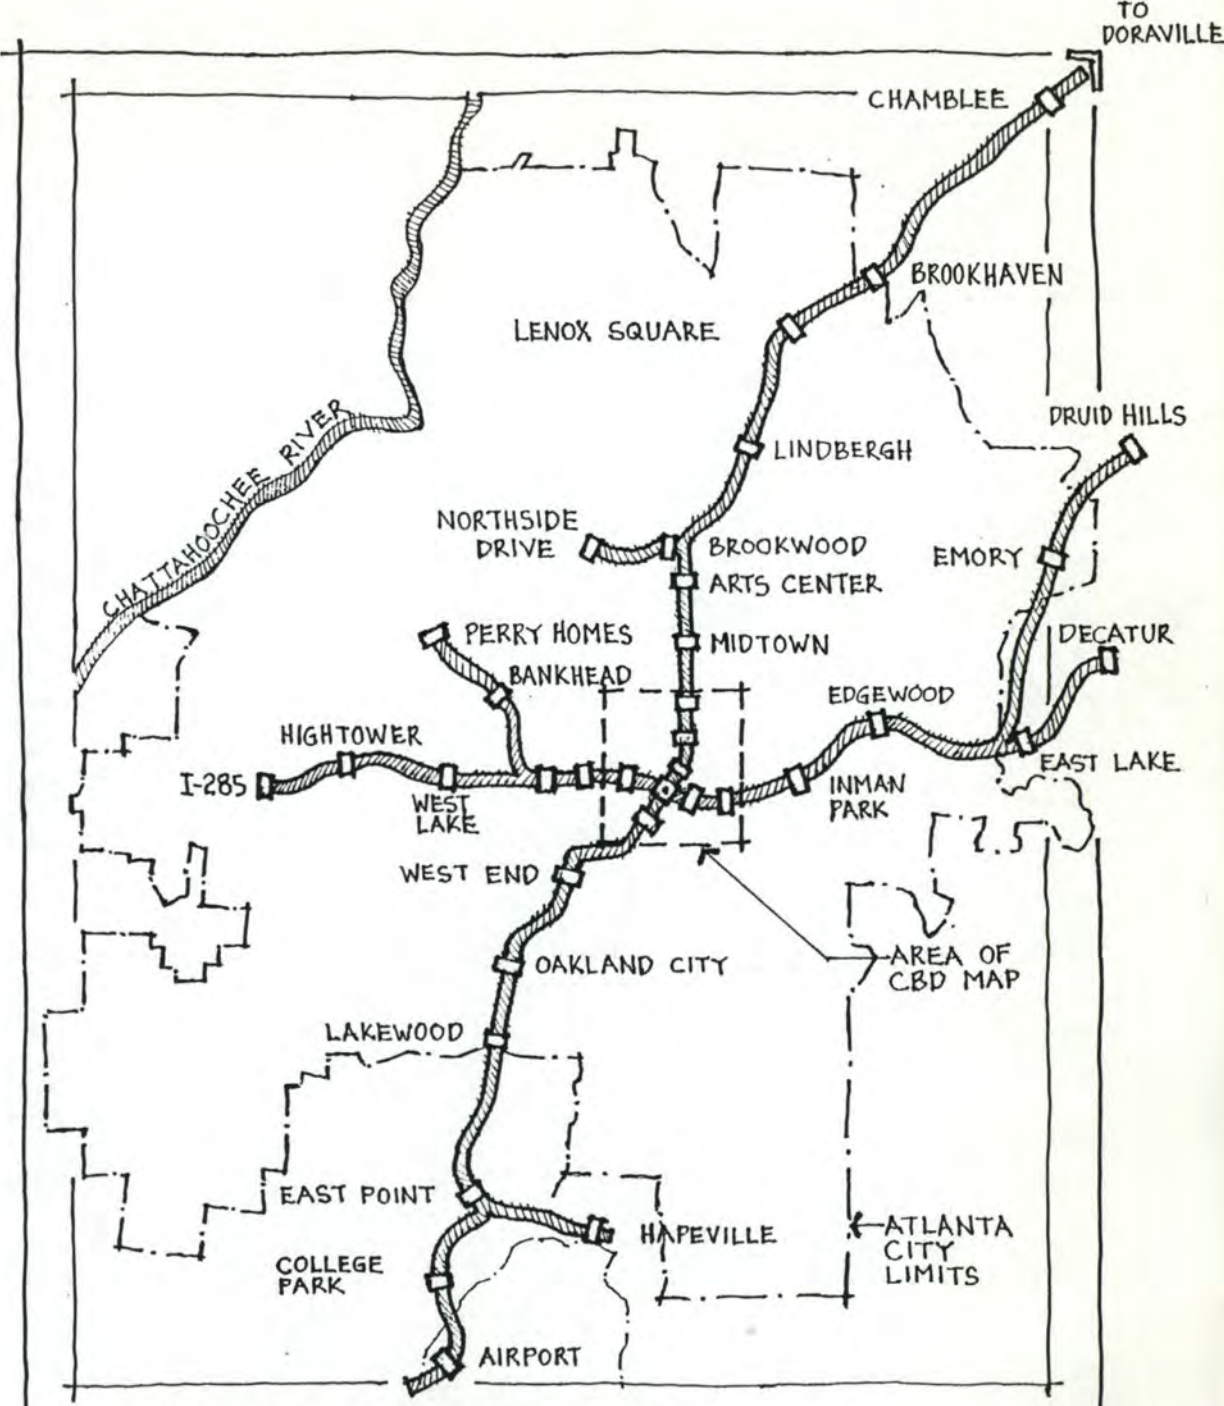 TO
DORAVILLE
CHAMBLEE
BROOKHAVEN
LENOX SQUARE
CHATTAHOOCHEE RIVER
DRUID HILLS
LINDBERGH
NORTHSIDE
DRIVE
BROOKWOOD
EMORY
ARTS CENTER
PERRY HOMES
MIDTOWN
DECATUR
BANKHEAD
EDGEWOOD
HIGHTOWER
EAST LAKE
I-285
WEST
LAKE
INMAN
PARK
WEST END
AREA OF
CBD MAP
OAKLAND CITY
LAKEWOOD
EAST POINT
HAPEVILLE
ATLANTA
CITY
LIMITS
COLLEGE
PARK
AIRPORT